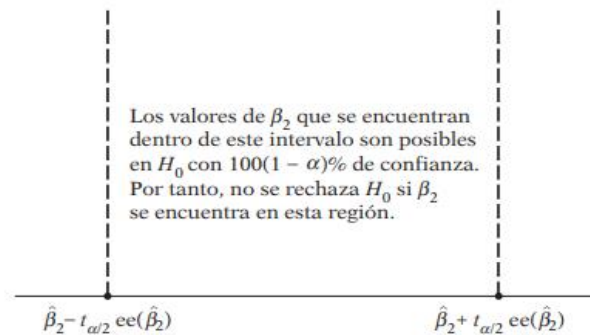 Los valores de β₂ que se encuentran
dentro de este intervalo son posibles
en H₀ con 100(1 − α)% de confianza.
Por tanto, no se rechaza H₀ si β₂
se encuentra en esta región.
β̂₂− t_α/2 ee(β̂₂) β̂₂+ t_α/2 ee(β̂₂)